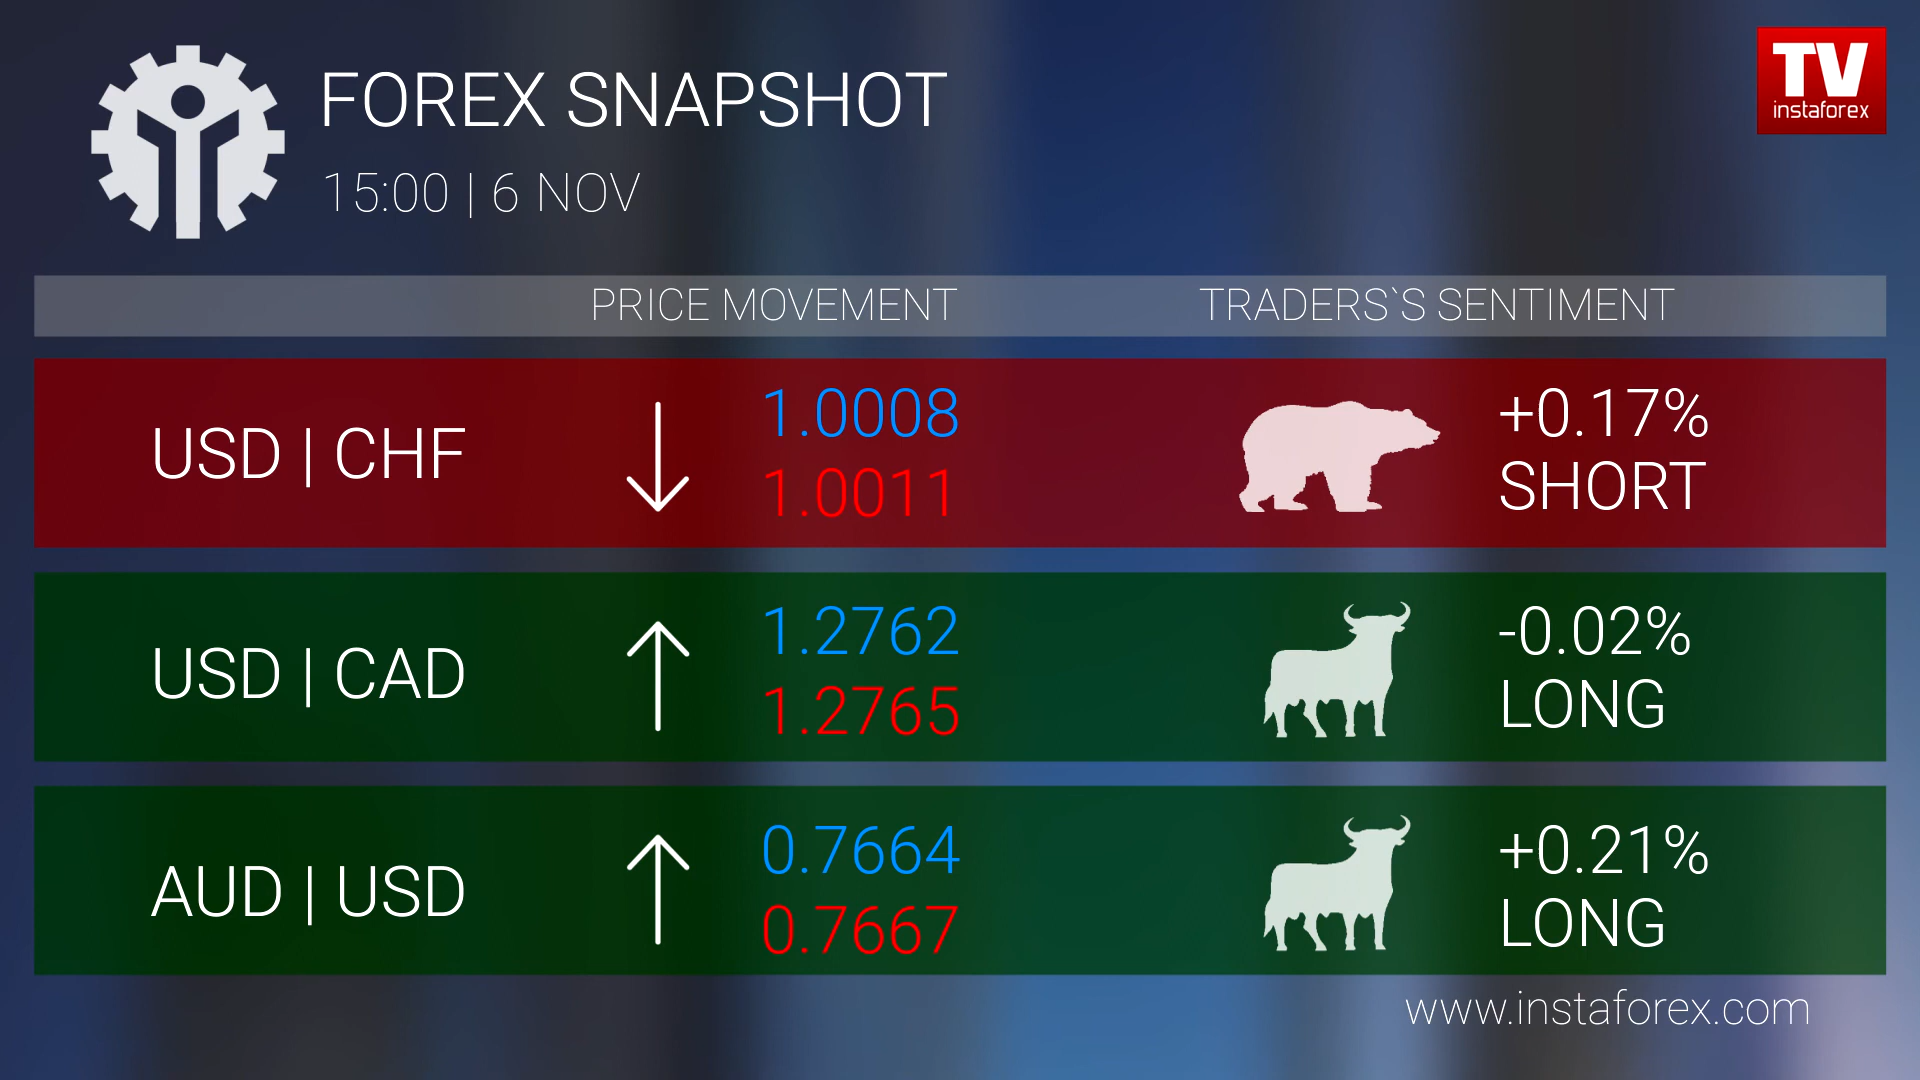 FOREX SNAPSHOT
15:00 | 6 NOV
TV
instaforex
PRICE MOVEMENT TRADERS`S SENTIMENT
USD | CHF
1.0008
1.0011
+0.17%
SHORT
USD | CAD
1.2762
1.2765
-0.02%
LONG
AUD | USD
0.7664
0.7667
+0.21%
LONG
www.instaforex.com